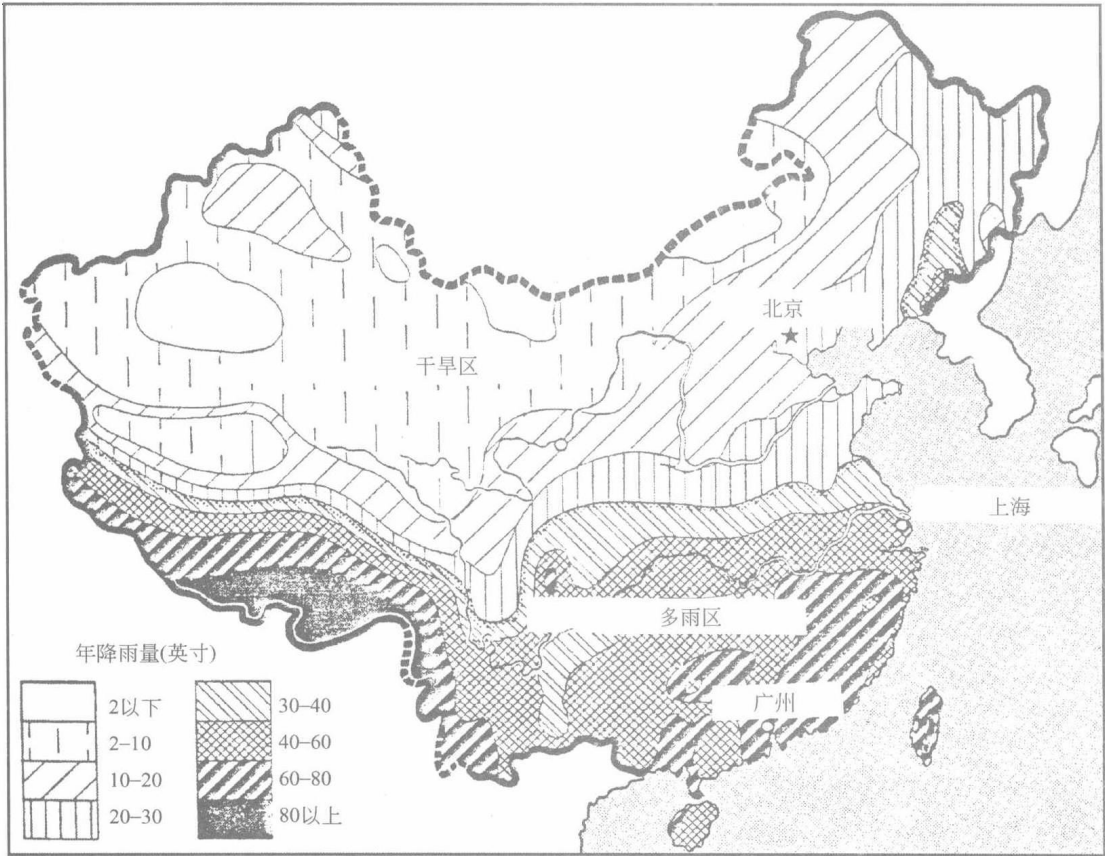 北京
干旱区
上海
多雨区
广州
年降雨量(英寸)
2以下
2–10
10–20
20–30
30–40
40–60
60–80
80以上